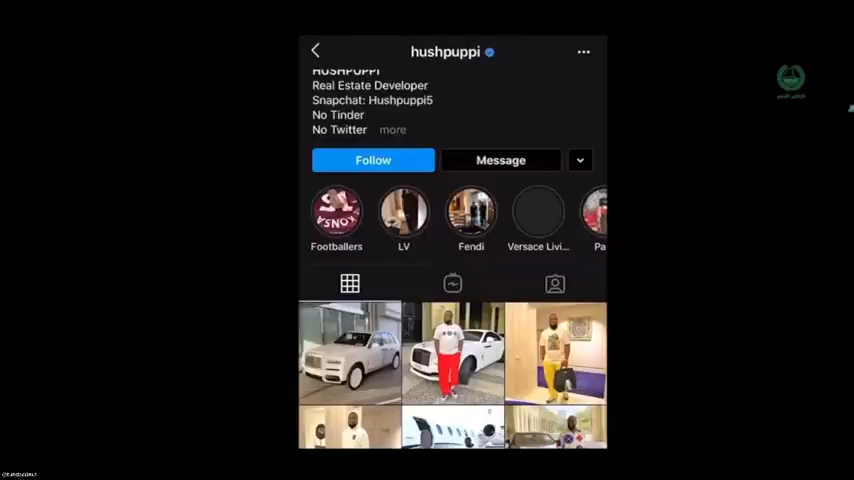 hushpuppi
HUSHPUPPI
Real Estate Developer
Snapchat: Hushpuppi5
No Tinder
No Twitter more
Follow
Message
Footballers
LV
Fendi
Versace Livi...
Pa